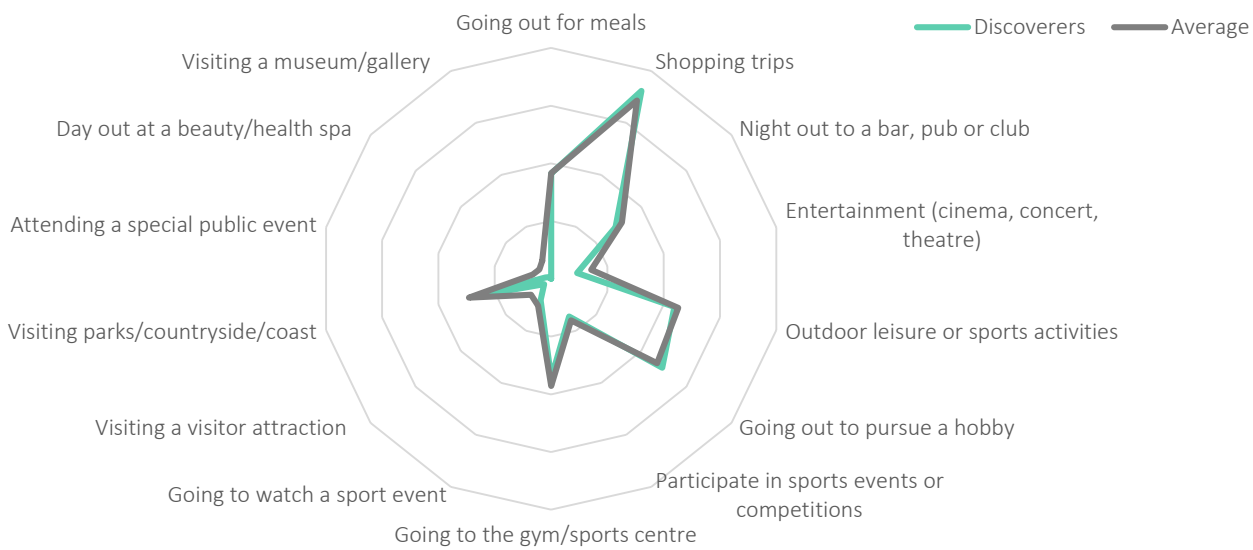 Going out for meals
Discoverers
Average
Visiting a museum/gallery
Shopping trips
Day out at a beauty/health spa
Night out to a bar, pub or club
Attending a special public event
Entertainment (cinema, concert,
theatre)
Visiting parks/countryside/coast
Outdoor leisure or sports activities
Visiting a visitor attraction
Going out to pursue a hobby
Going to watch a sport event
Participate in sports events or
competitions
Going to the gym/sports centre